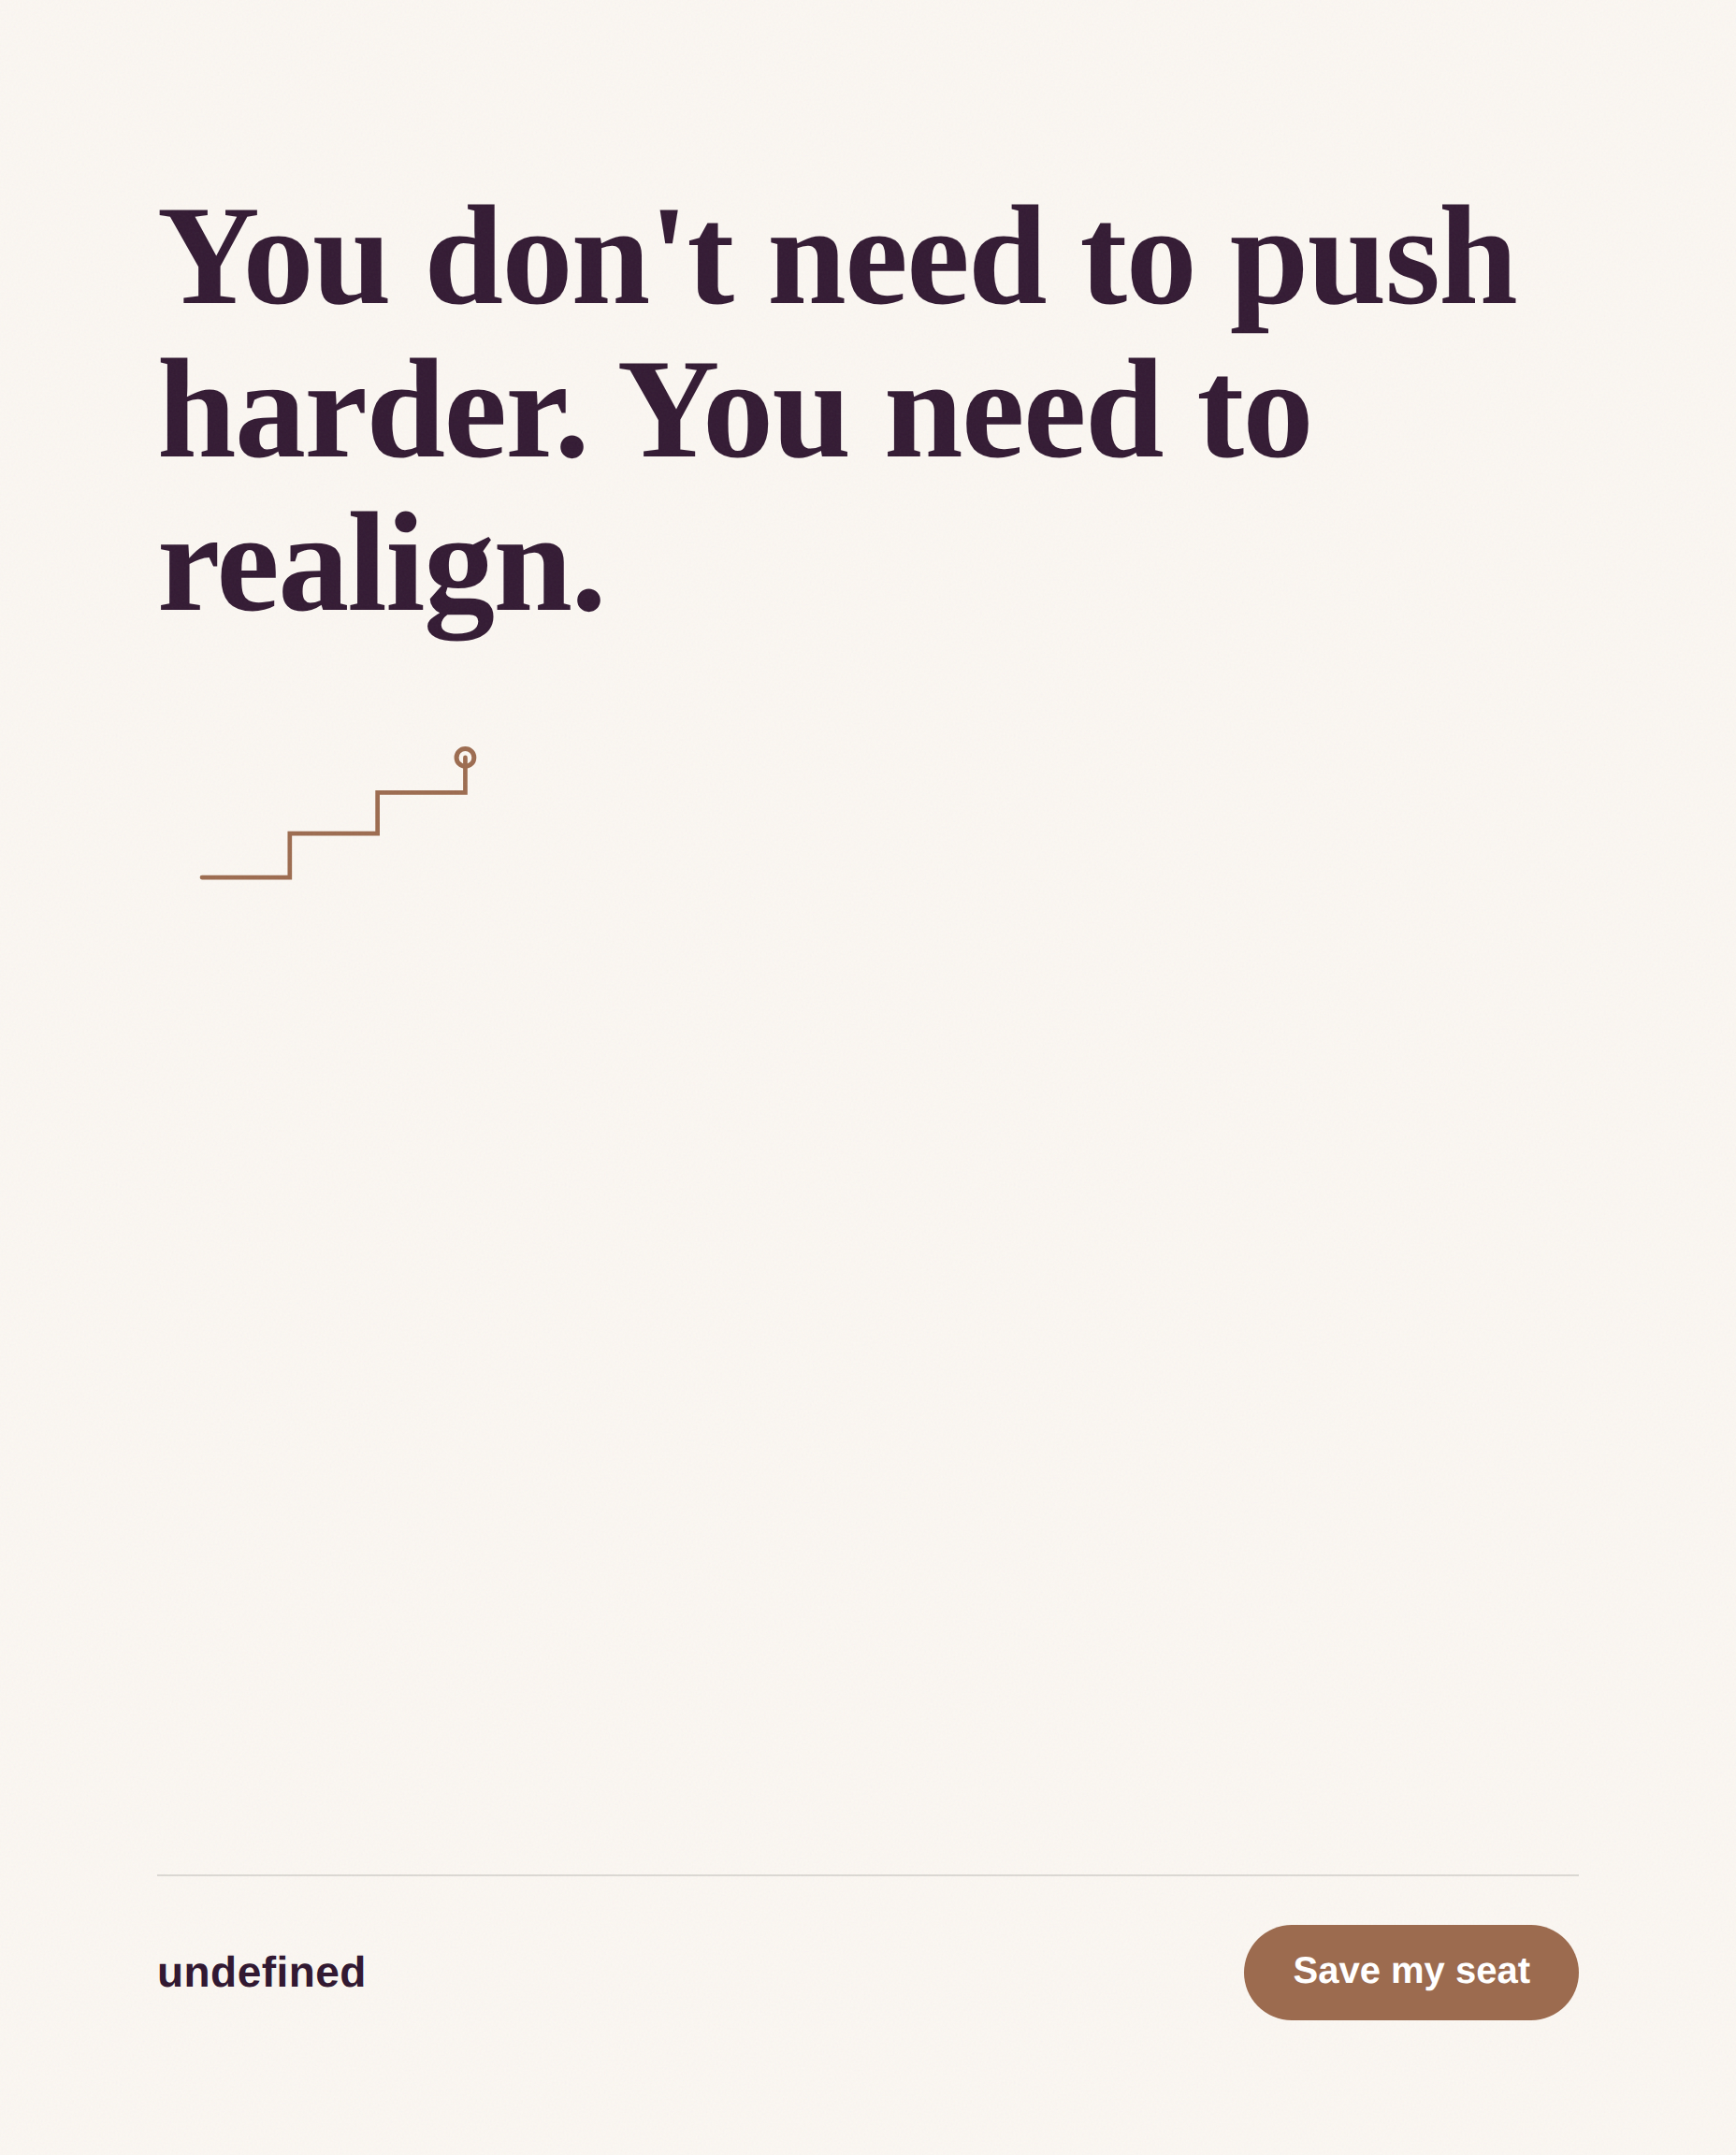 You don't need to push
harder. You need to
realign.
undefined
Save my seat